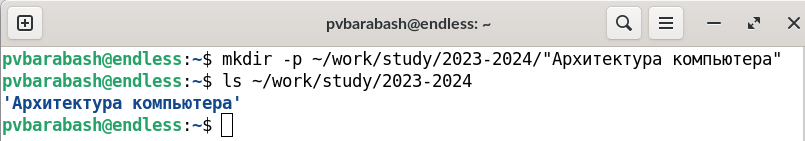 pvbarabash@endless: ~
pvbarabash@endless:~$ mkdir -p ~/work/study/2023-2024/"Архитектура компьютера"
pvbarabash@endless:~$ ls ~/work/study/2023-2024
'Архитектура компьютера'
pvbarabash@endless:~$